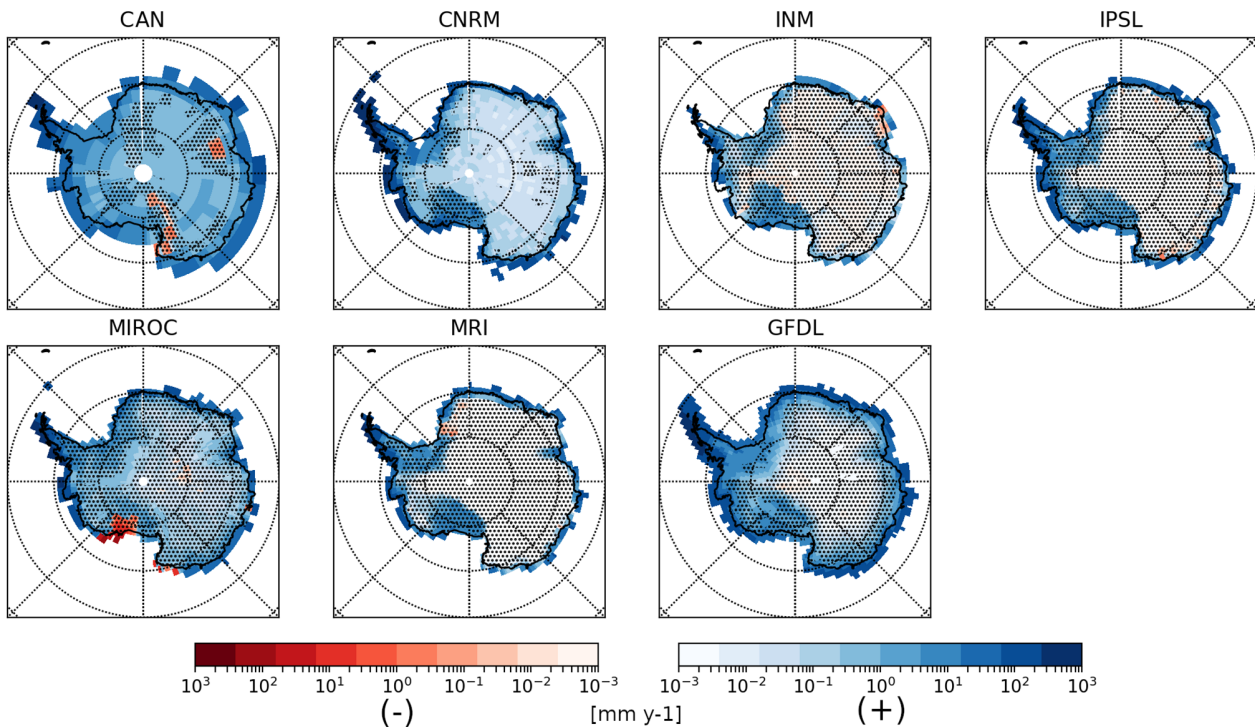 CAN CNRM INM IPSL
MIROC MRI GFDL
10³ 10² 10¹ 10⁰ 10⁻¹ 10⁻² 10⁻³ 10⁻³ 10⁻² 10⁻¹ 10⁰ 10¹ 10² 10³
(-) [mm y-1] (+)